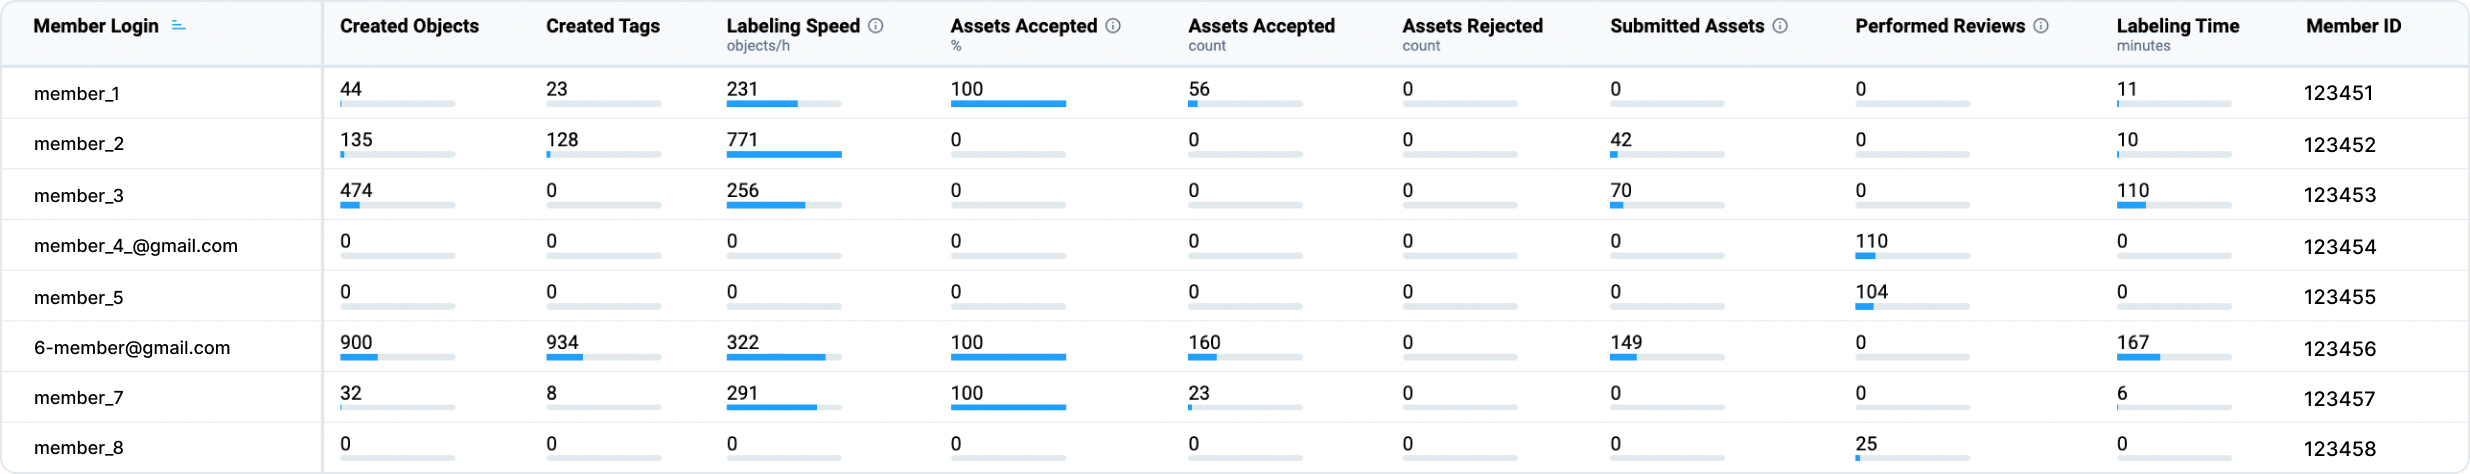 Member Login Created Objects Created Tags Labeling Speed Assets Accepted Assets Accepted Assets Rejected Submitted Assets Performed Reviews Labeling Time Member ID
objects/h % count count minutes
member_1 44 23 231 100 56 0 0 0 11 123451
member_2 135 128 771 0 0 0 42 0 10 123452
member_3 474 0 256 0 0 0 70 0 110 123453
member_4_@gmail.com 0 0 0 0 0 0 0 110 0 123454
member_5 0 0 0 0 0 0 0 104 0 123455
6-member@gmail.com 900 934 322 100 160 0 149 0 167 123456
member_7 32 8 291 100 23 0 0 0 6 123457
member_8 0 0 0 0 0 0 0 25 0 123458